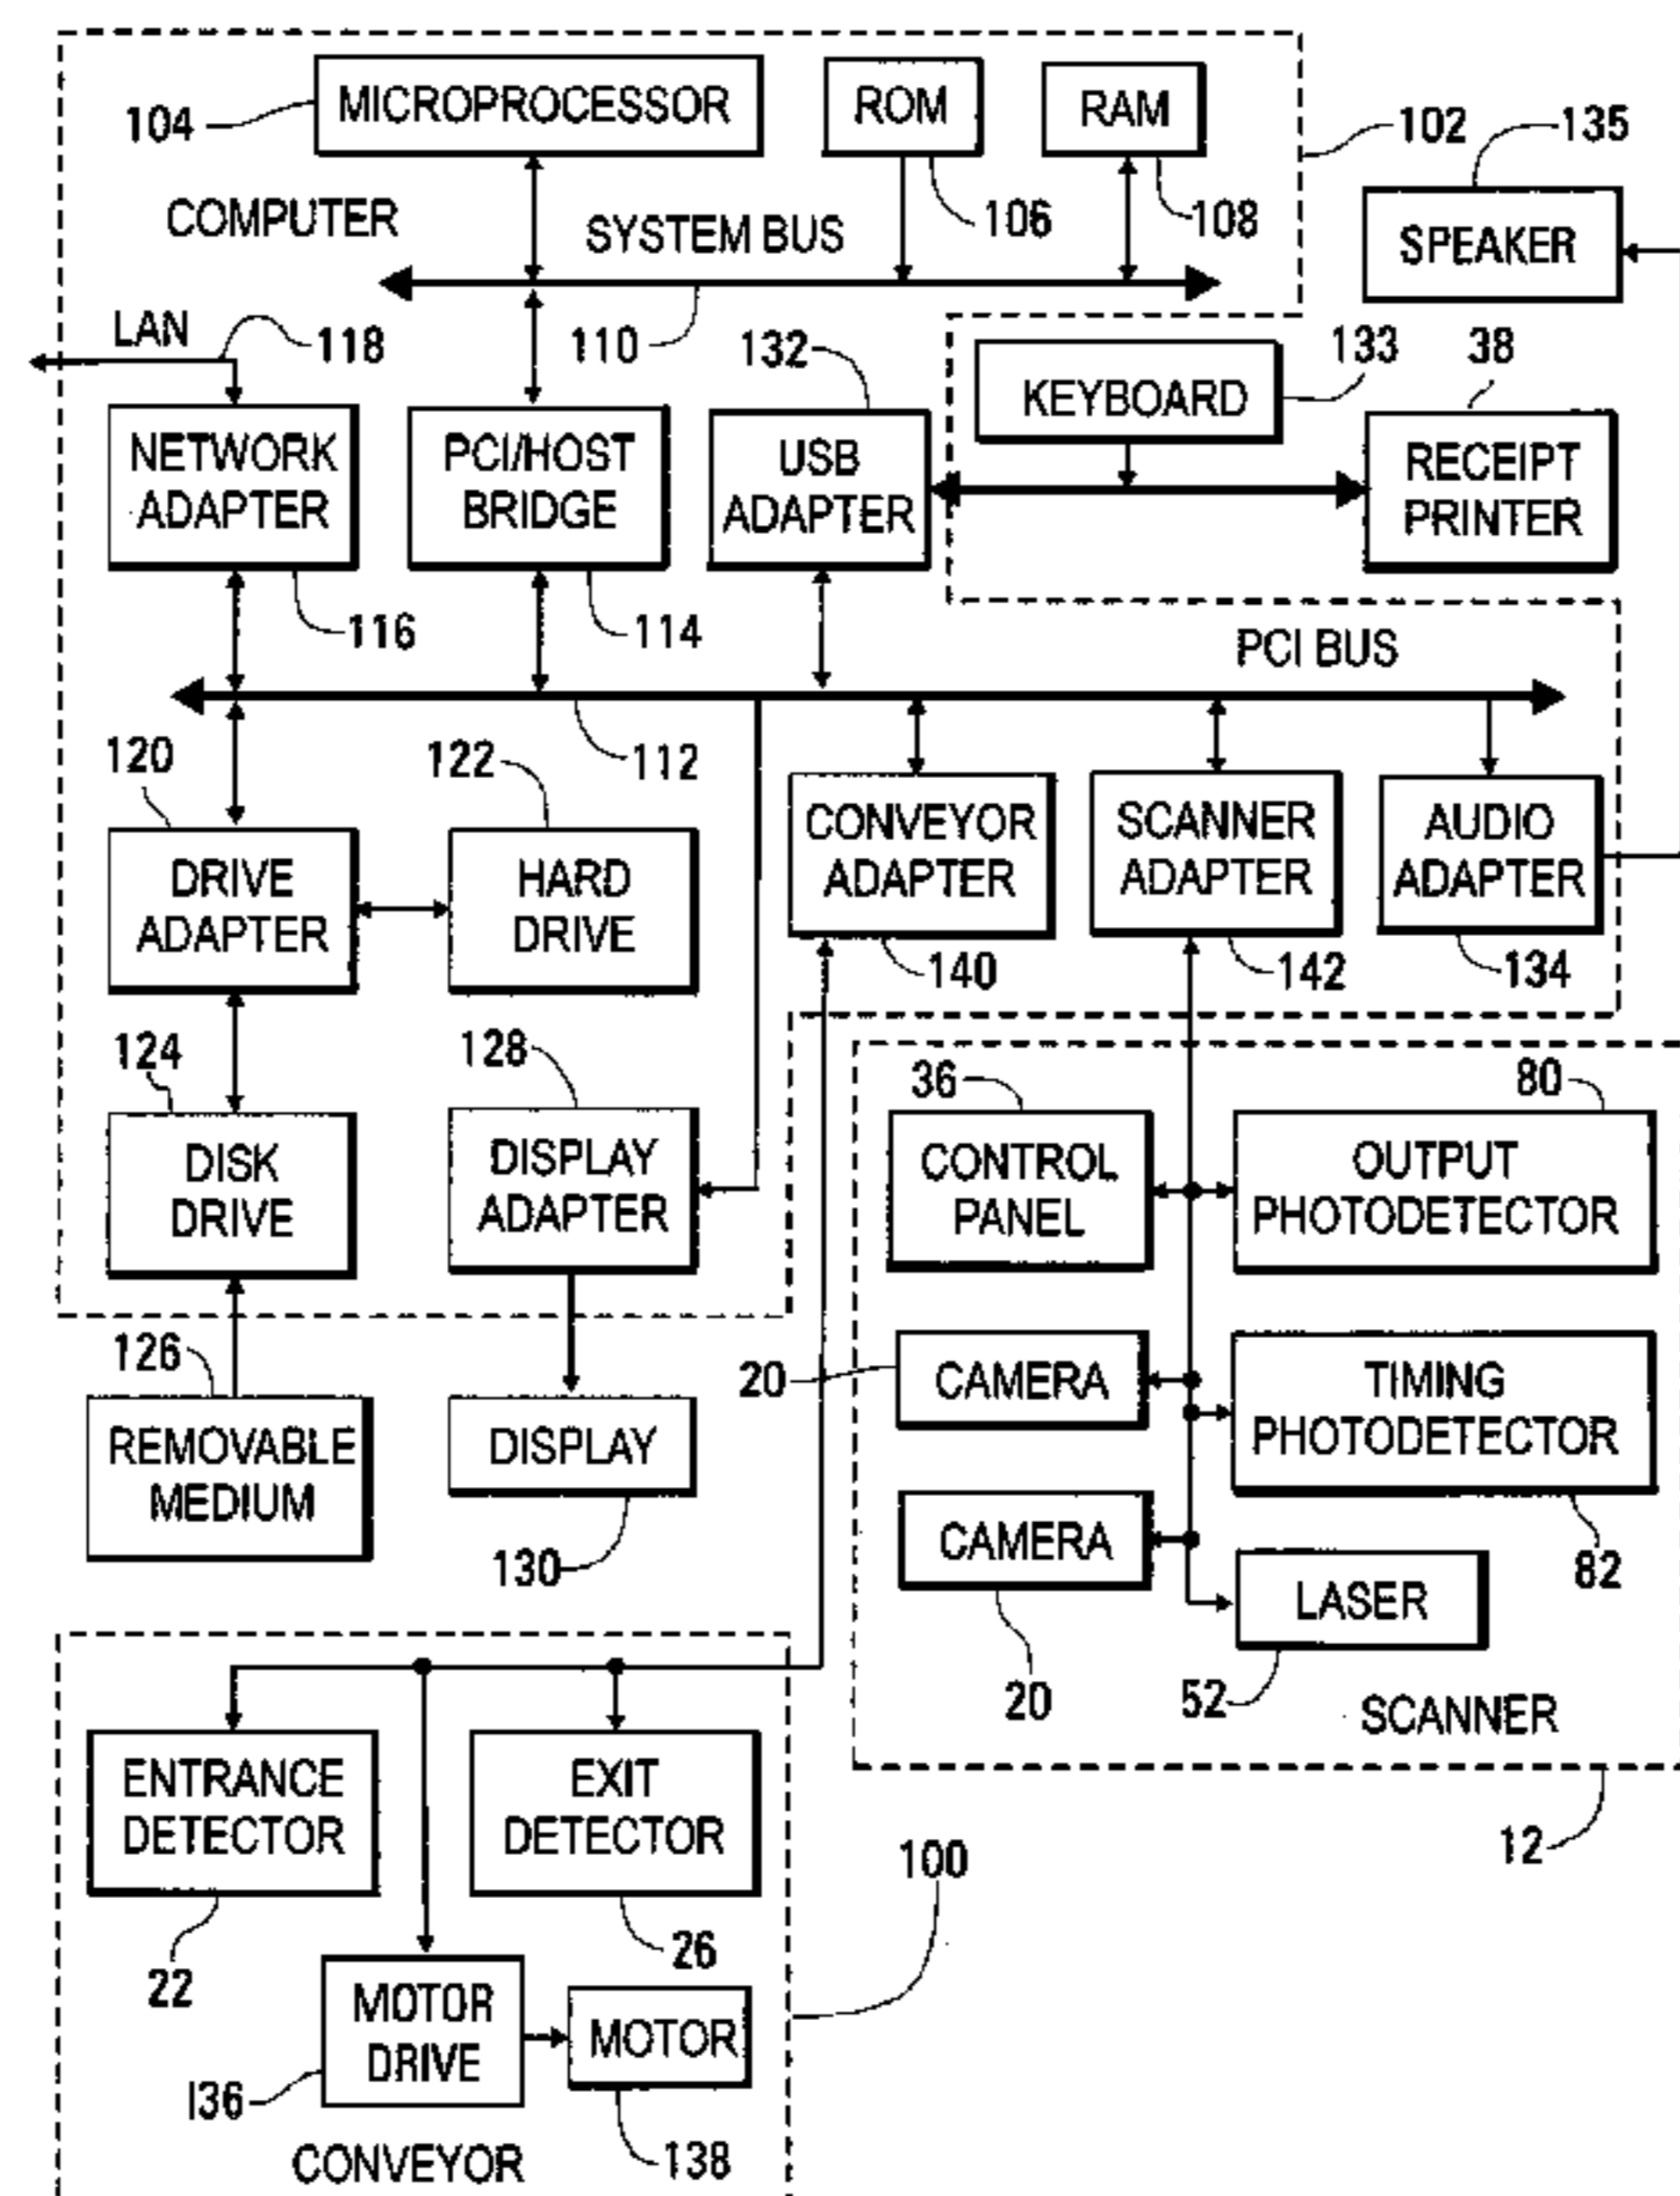 MICROPROCESSOR
ROM
RAM
104
102
135
COMPUTER
SYSTEM BUS
106
108
SPEAKER
LAN
118
110
132
133
38
KEYBOARD
NETWORK
ADAPTER
PCI/HOST
BRIDGE
USB
ADAPTER
RECEIPT
PRINTER
116
114
PCI BUS
120
122
112
CONVEYOR
ADAPTER
SCANNER
ADAPTER
AUDIO
ADAPTER
DRIVE
ADAPTER
HARD
DRIVE
140
142
134
124
128
36
80
DISK
DRIVE
DISPLAY
ADAPTER
CONTROL
PANEL
OUTPUT
PHOTODETECTOR
126
20
CAMERA
TIMING
PHOTODETECTOR
REMOVABLE
MEDIUM
DISPLAY
130
CAMERA
82
LASER
20
52
SCANNER
ENTRANCE
DETECTOR
EXIT
DETECTOR
100
12
22
26
MOTOR
DRIVE
MOTOR
136
138
CONVEYOR